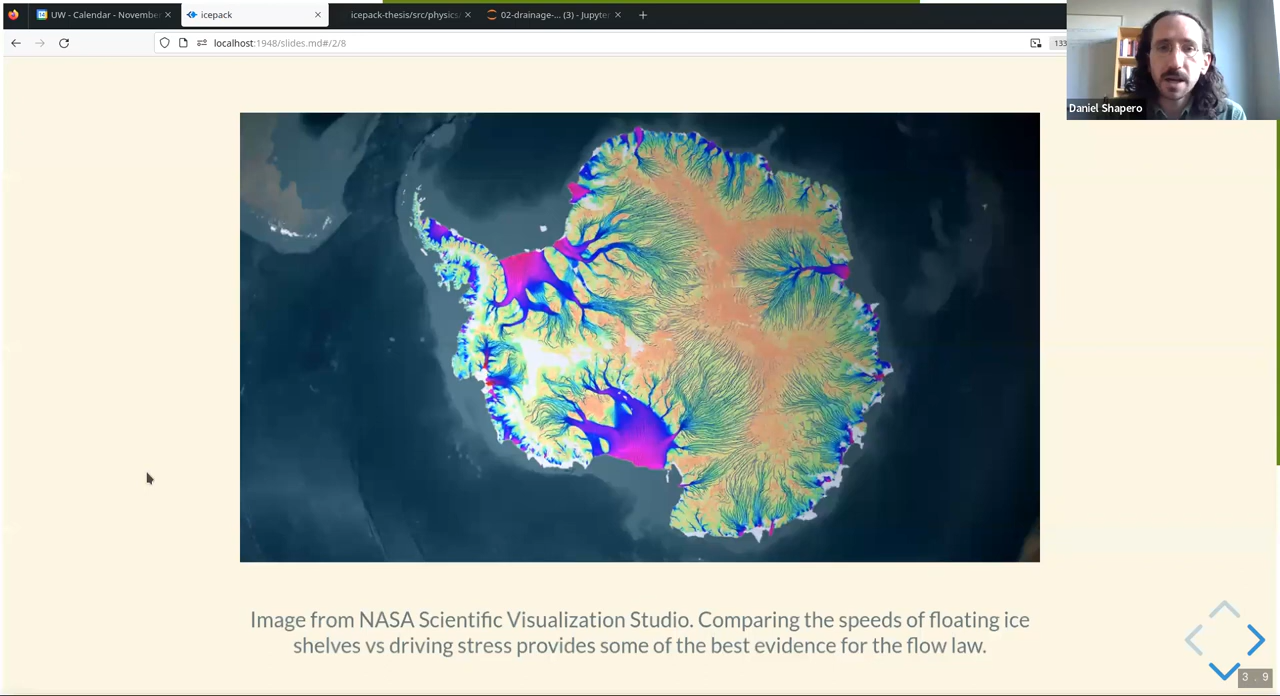 UW - Calendar - November
icepack
icepack-thesis/src/physics
02-drainage-... (3) - Jupyter
localhost:1948/slides.md#/2/8
133
Daniel Shapero
Image from NASA Scientific Visualization Studio. Comparing the speeds of floating ice
shelves vs driving stress provides some of the best evidence for the flow law.
3 . 9